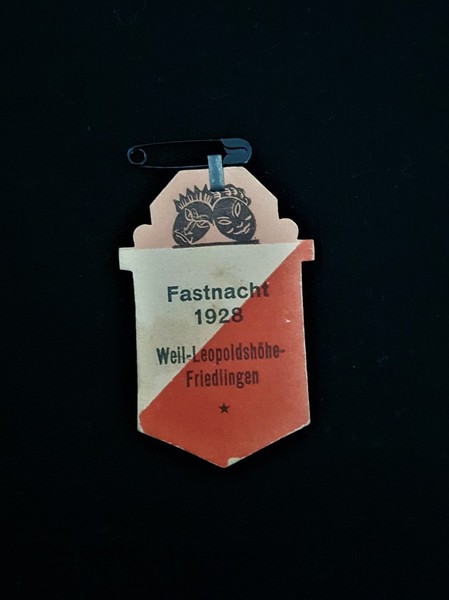 Fastnacht
1928
Weil-Leopoldshöhe-
Friedlingen